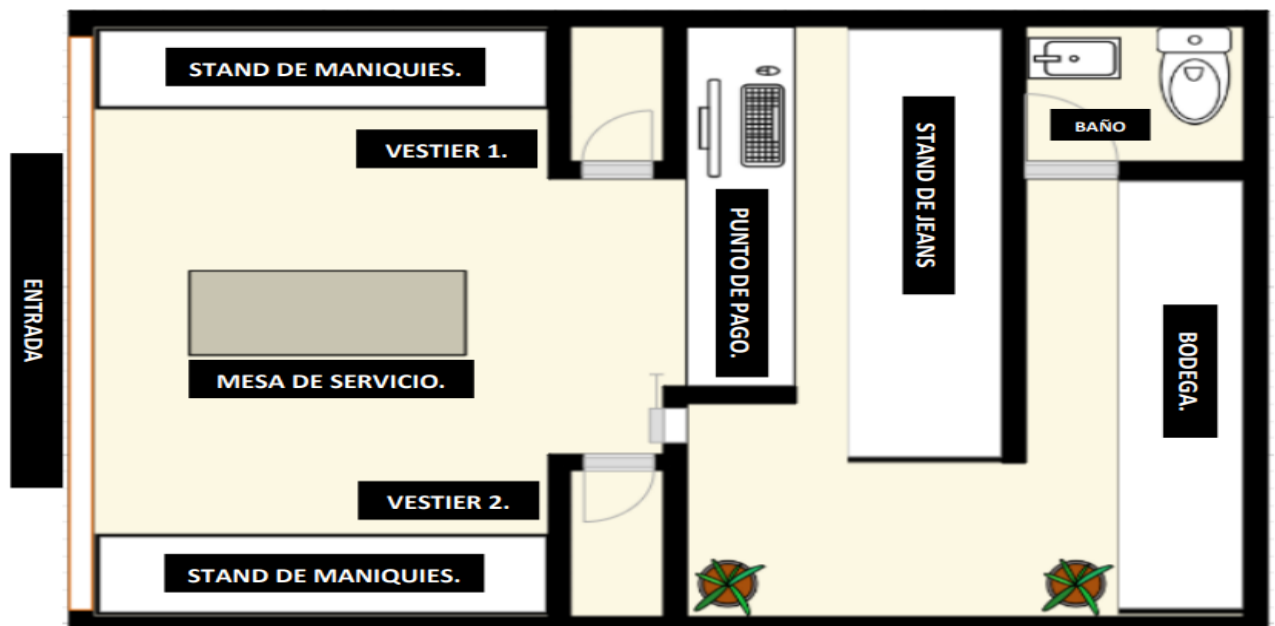 STAND DE MANIQUIES.
VESTIER 1.
ENTRADA
MESA DE SERVICIO.
VESTIER 2.
STAND DE MANIQUIES.
PUNTO DE PAGO.
STAND DE JEANS
BAÑO
BODEGA.